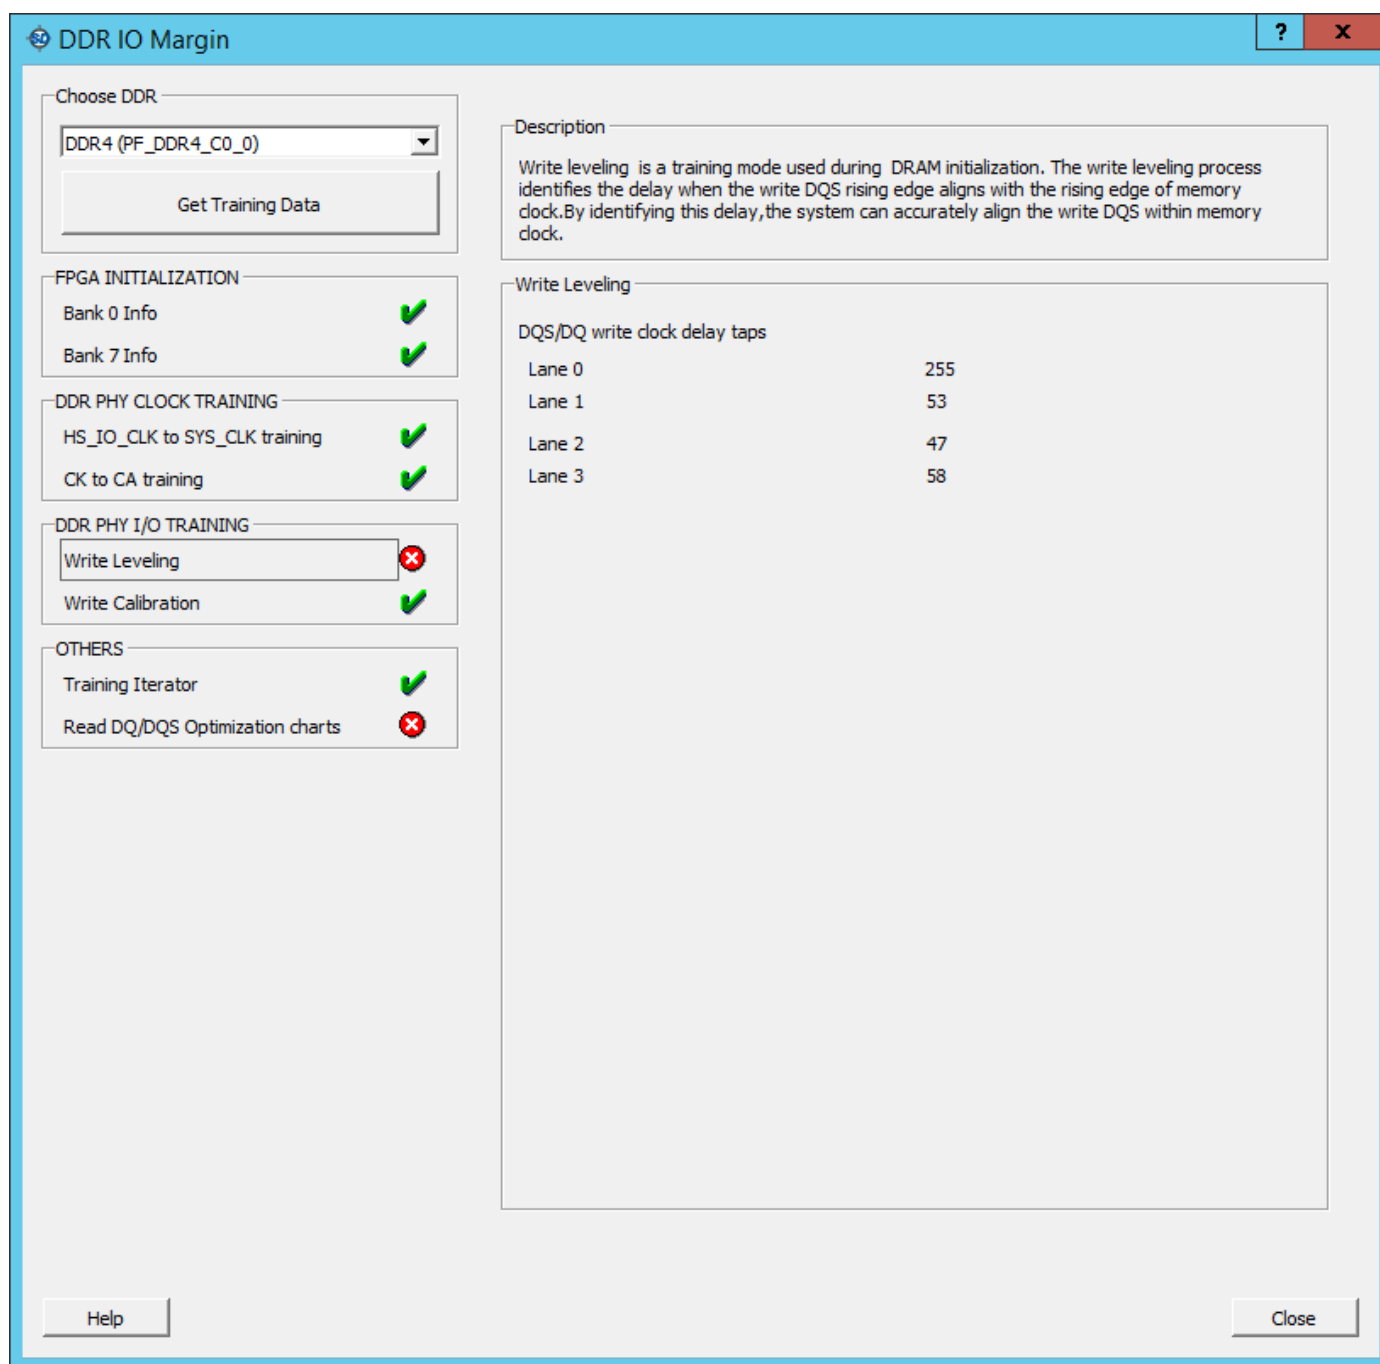 DDR IO Margin
?
x
Choose DDR
DDR4 (PF_DDR4_C0_0)
Get Training Data
FPGA INITIALIZATION
Bank 0 Info
Bank 7 Info
DDR PHY CLOCK TRAINING
HS_IO_CLK to SYS_CLK training
CK to CA training
DDR PHY I/O TRAINING
Write Leveling
Write Calibration
OTHERS
Training Iterator
Read DQ/DQS Optimization charts
Description
Write leveling  is a training mode used during  DRAM initialization. The write leveling process
identifies the delay when the write DQS rising edge aligns with the rising edge of memory
clock.By identifying this delay,the system can accurately align the write DQS within memory
clock.
Write Leveling
DQS/DQ write clock delay taps
Lane 0 255
Lane 1 53
Lane 2 47
Lane 3 58
Help
Close